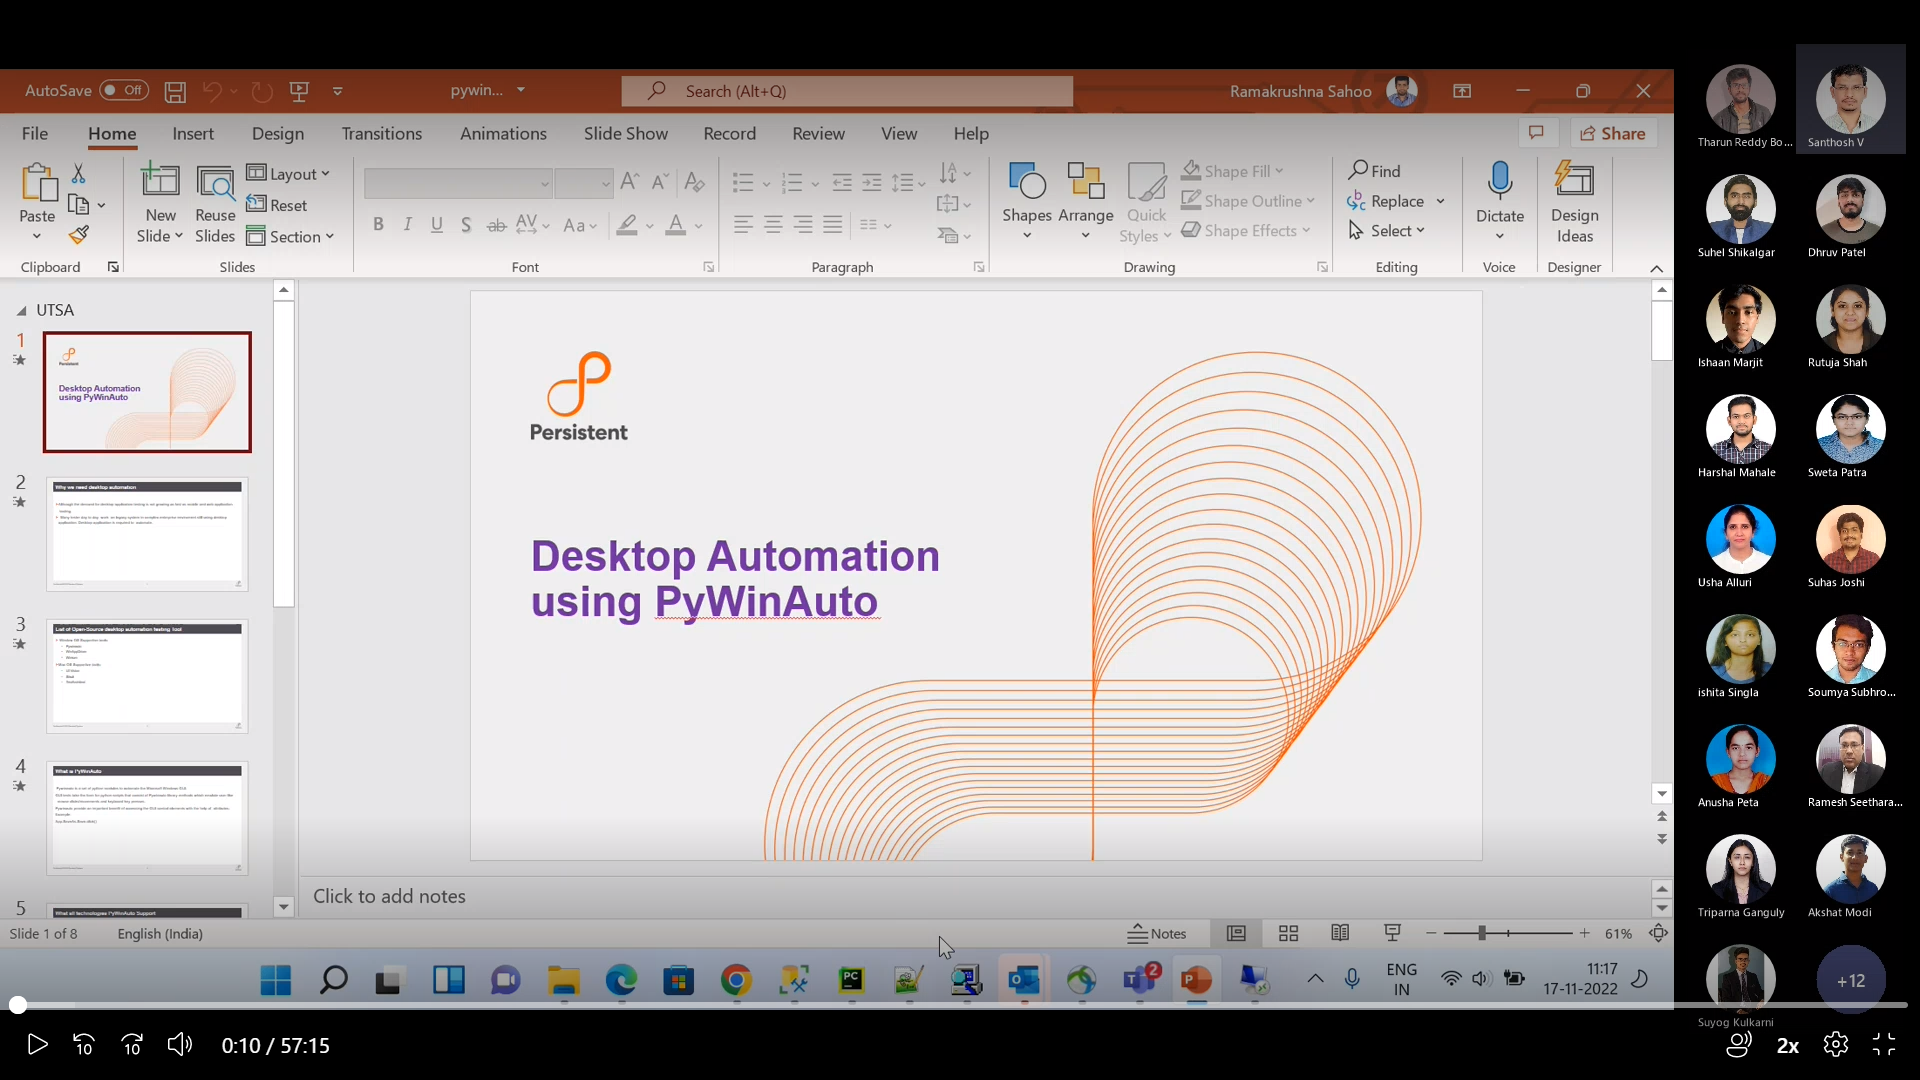 AutoSave Off
pywin...
Search (Alt+Q)
Ramakrushna Sahoo
File Home Insert Design Transitions Animations Slide Show Record Review View Help
Share
Paste
New Slide
Reuse Slides
Layout
Reset
Section
Shapes
Arrange
Quick Styles
Shape Fill
Shape Outline
Shape Effects
Find
Replace
Select
Dictate
Design Ideas
Clipboard Slides Font Paragraph Drawing Editing Voice Designer
UTSA
1
Persistent
Desktop Automation
using PyWinAuto
2
Why we need desktop automation
3
List of Open-Source desktop automation testing Tool
4
What is PyWinAuto
5
What all technologies PyWinAuto Support
Persistent
Desktop Automation
using PyWinAuto
Click to add notes
Slide 1 of 8
English (India)
Notes
61%
ENG
IN
11:17
17-11-2022
2
0:10 / 57:15
10
10
2x
Tharun Reddy Bo...
Santhosh V
Suhel Shikalgar
Dhruv Patel
Ishaan Marjit
Rutuja Shah
Harshal Mahale
Sweta Patra
Usha Alluri
Suhas Joshi
ishita Singla
Soumya Subhro...
Anusha Peta
Ramesh Seethara...
Triparna Ganguly
Akshat Modi
Suyog Kulkarni
+12